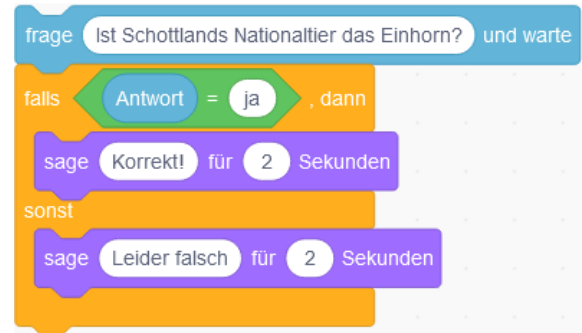 frage Ist Schottlands Nationaltier das Einhorn? und warte
falls Antwort = ja , dann
sage Korrekt! für 2 Sekunden
sonst
sage Leider falsch für 2 Sekunden